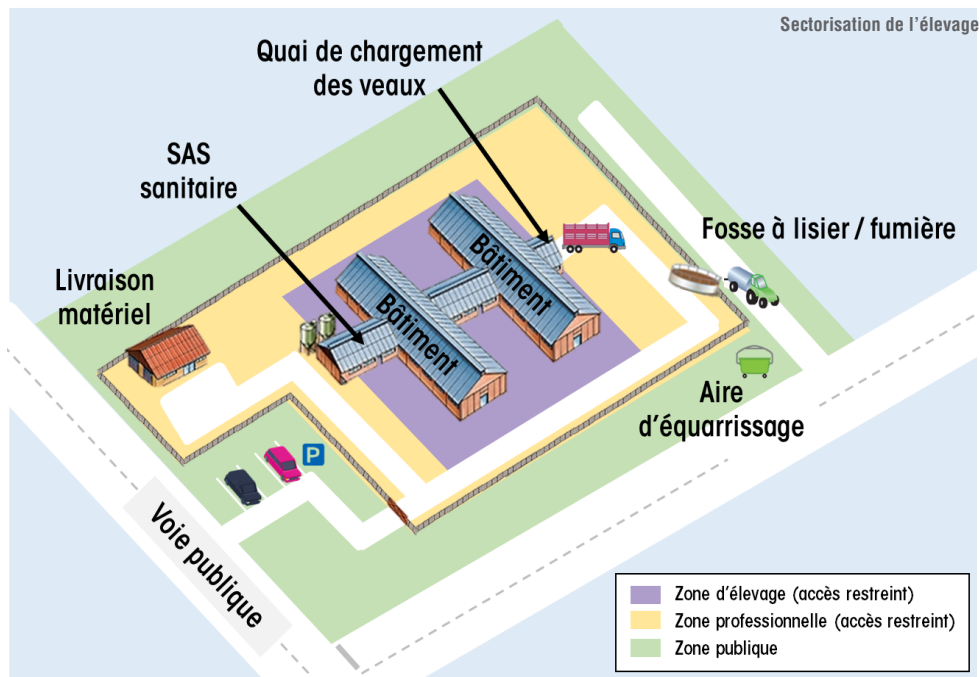 Sectorisation de l'élevage
Quai de chargement
des veaux
SAS
sanitaire
Fosse à lisier / fumière
Livraison
matériel
Bâtiment
Bâtiment
Aire
d'équarrissage
P
Voie publique
Zone d'élevage (accès restreint)
Zone professionnelle (accès restreint)
Zone publique